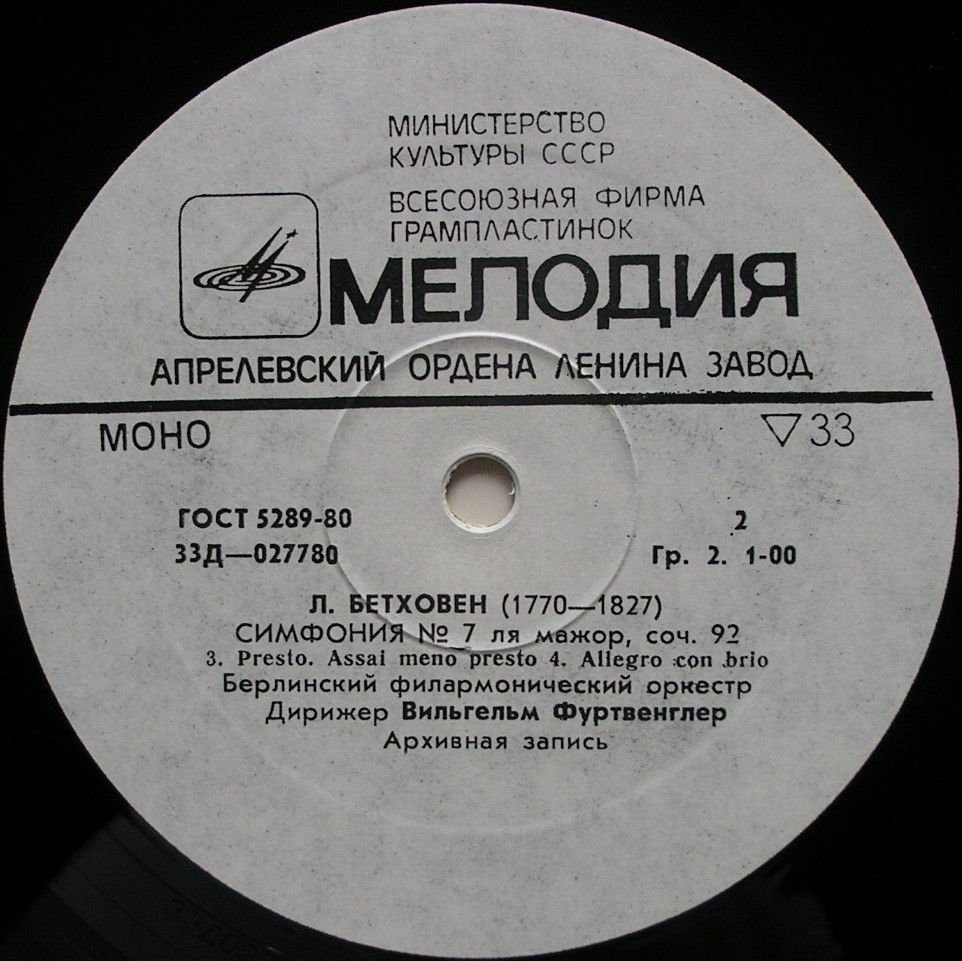 МИНИСТЕРСТВО
КУЛЬТУРЫ СССР
ВСЕСОЮЗНАЯ ФИРМА
ГРАМПЛАСТИНОК
МЕЛОДИЯ
АПРЕЛЕВСКИЙ ОРДЕНА ЛЕНИНА ЗАВОД
МОНО
▽33
ГОСТ 5289-80
2
33Д—027780
Гр. 2. 1-00
Л. БЕТХОВЕН (1770—1827)
СИМФОНИЯ № 7 ля мажор, соч. 92
3. Presto. Assai meno presto 4. Allegro con brio
Берлинский филармонический оркестр
Дирижер Вильгельм Фуртвенглер
Архивная запись